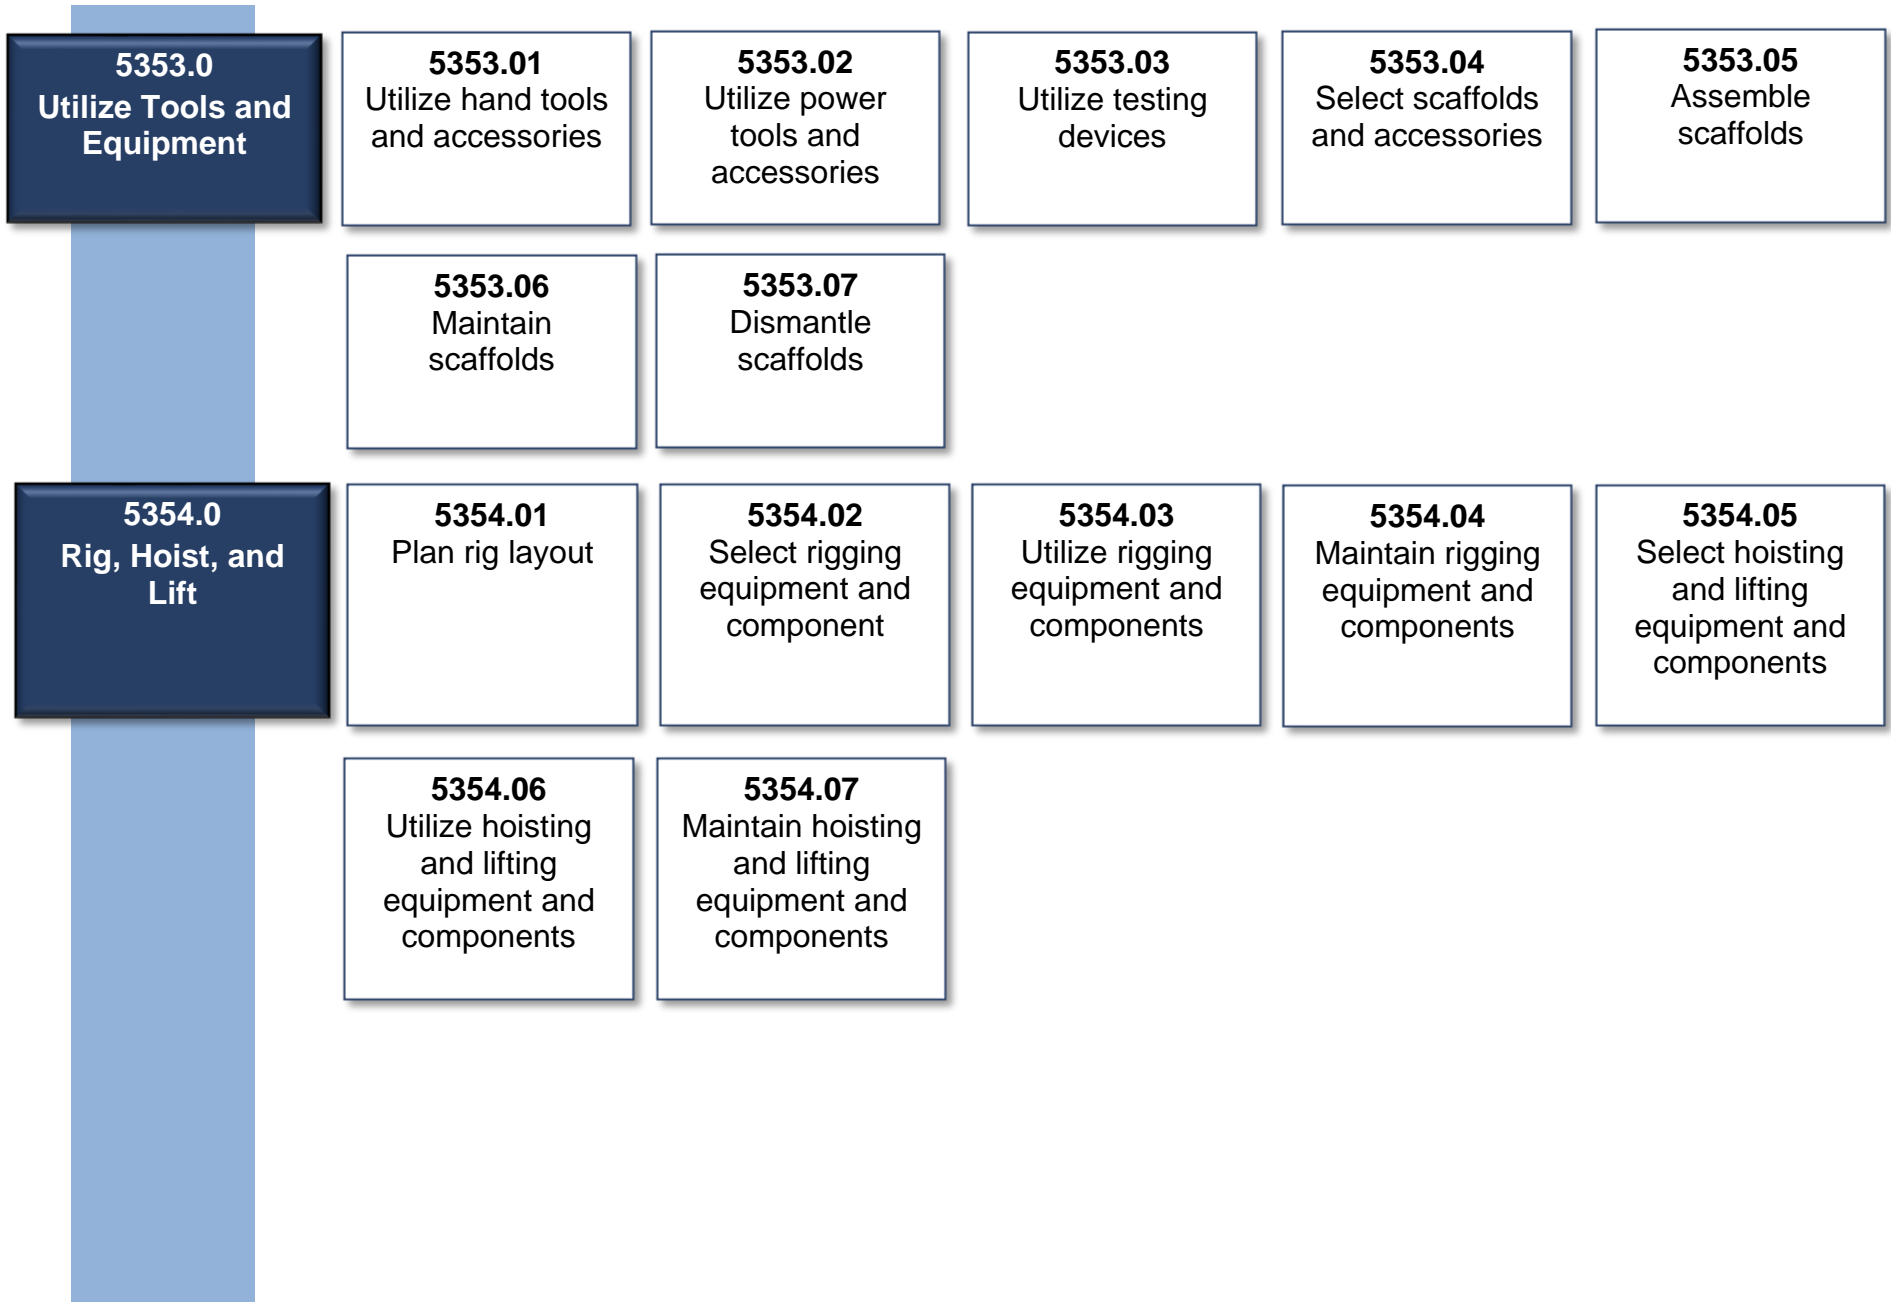 5353.0
Utilize Tools and
Equipment
5353.01
Utilize hand tools
and accessories
5353.02
Utilize power
tools and
accessories
5353.03
Utilize testing
devices
5353.04
Select scaffolds
and accessories
5353.05
Assemble
scaffolds
5353.06
Maintain
scaffolds
5353.07
Dismantle
scaffolds
5354.0
Rig, Hoist, and
Lift
5354.01
Plan rig layout
5354.02
Select rigging
equipment and
component
5354.03
Utilize rigging
equipment and
components
5354.04
Maintain rigging
equipment and
components
5354.05
Select hoisting
and lifting
equipment and
components
5354.06
Utilize hoisting
and lifting
equipment and
components
5354.07
Maintain hoisting
and lifting
equipment and
components